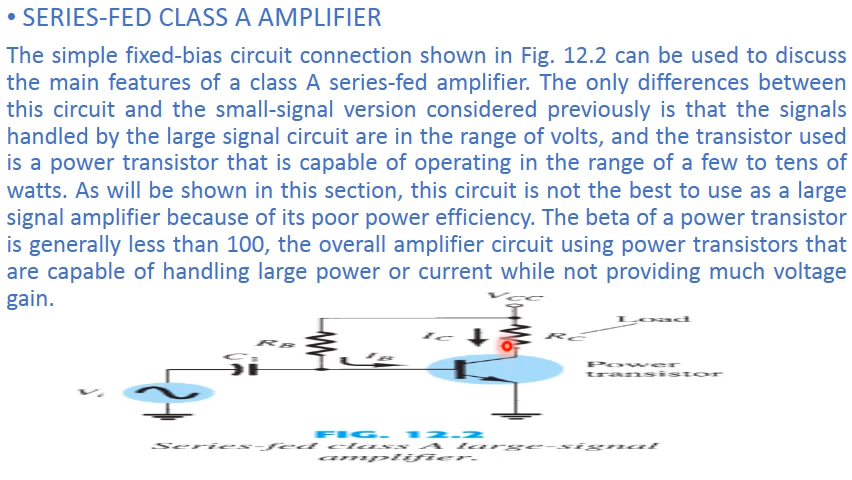 • SERIES-FED CLASS A AMPLIFIER
The simple fixed-bias circuit connection shown in Fig. 12.2 can be used to discuss
the main features of a class A series-fed amplifier. The only differences between
this circuit and the small-signal version considered previously is that the signals
handled by the large signal circuit are in the range of volts, and the transistor used
is a power transistor that is capable of operating in the range of a few to tens of
watts. As will be shown in this section, this circuit is not the best to use as a large
signal amplifier because of its poor power efficiency. The beta of a power transistor
is generally less than 100, the overall amplifier circuit using power transistors that
are capable of handling large power or current while not providing much voltage
gain.
VCC
Load
IC
RC
RB
Ci
IB
Power
transistor
Vi
FIG. 12.2
Series-fed class A large-signal
amplifier.